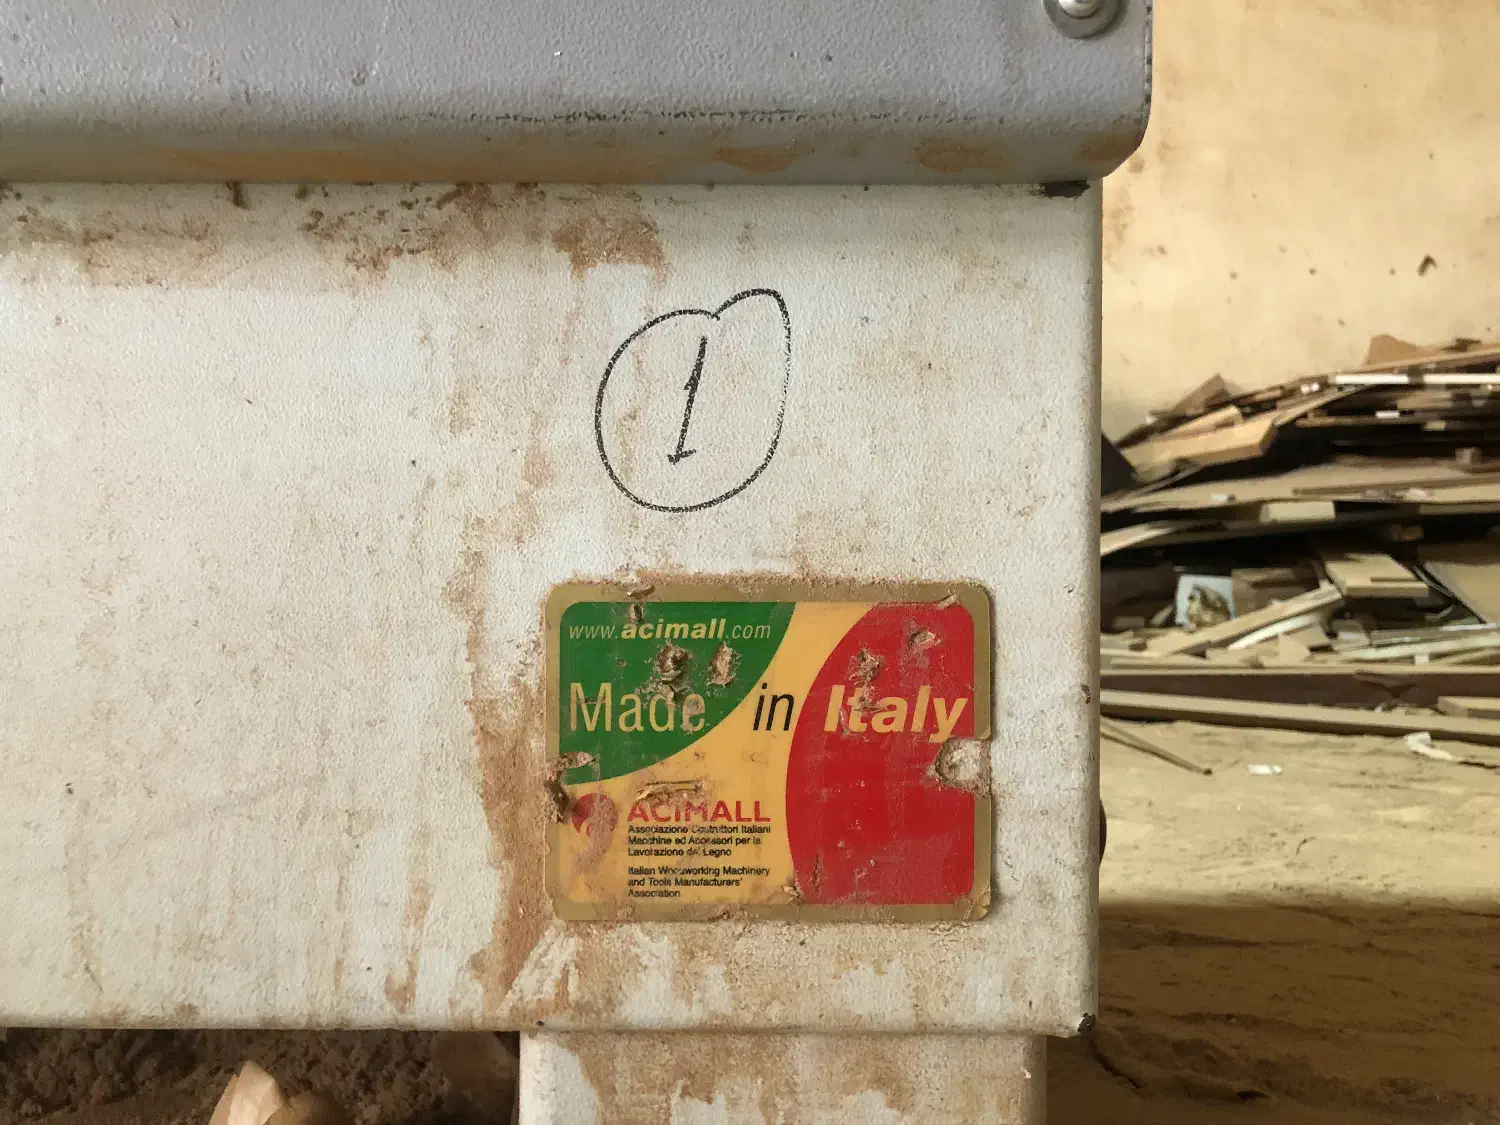 1
www.acimall.com
Made in Italy
ACIMALL
Associazione Costruttori Italiani
Macchine ed Accessori per la
Lavorazione del Legno
Italian Woodworking Machinery
and Tools Manufacturers'
Association